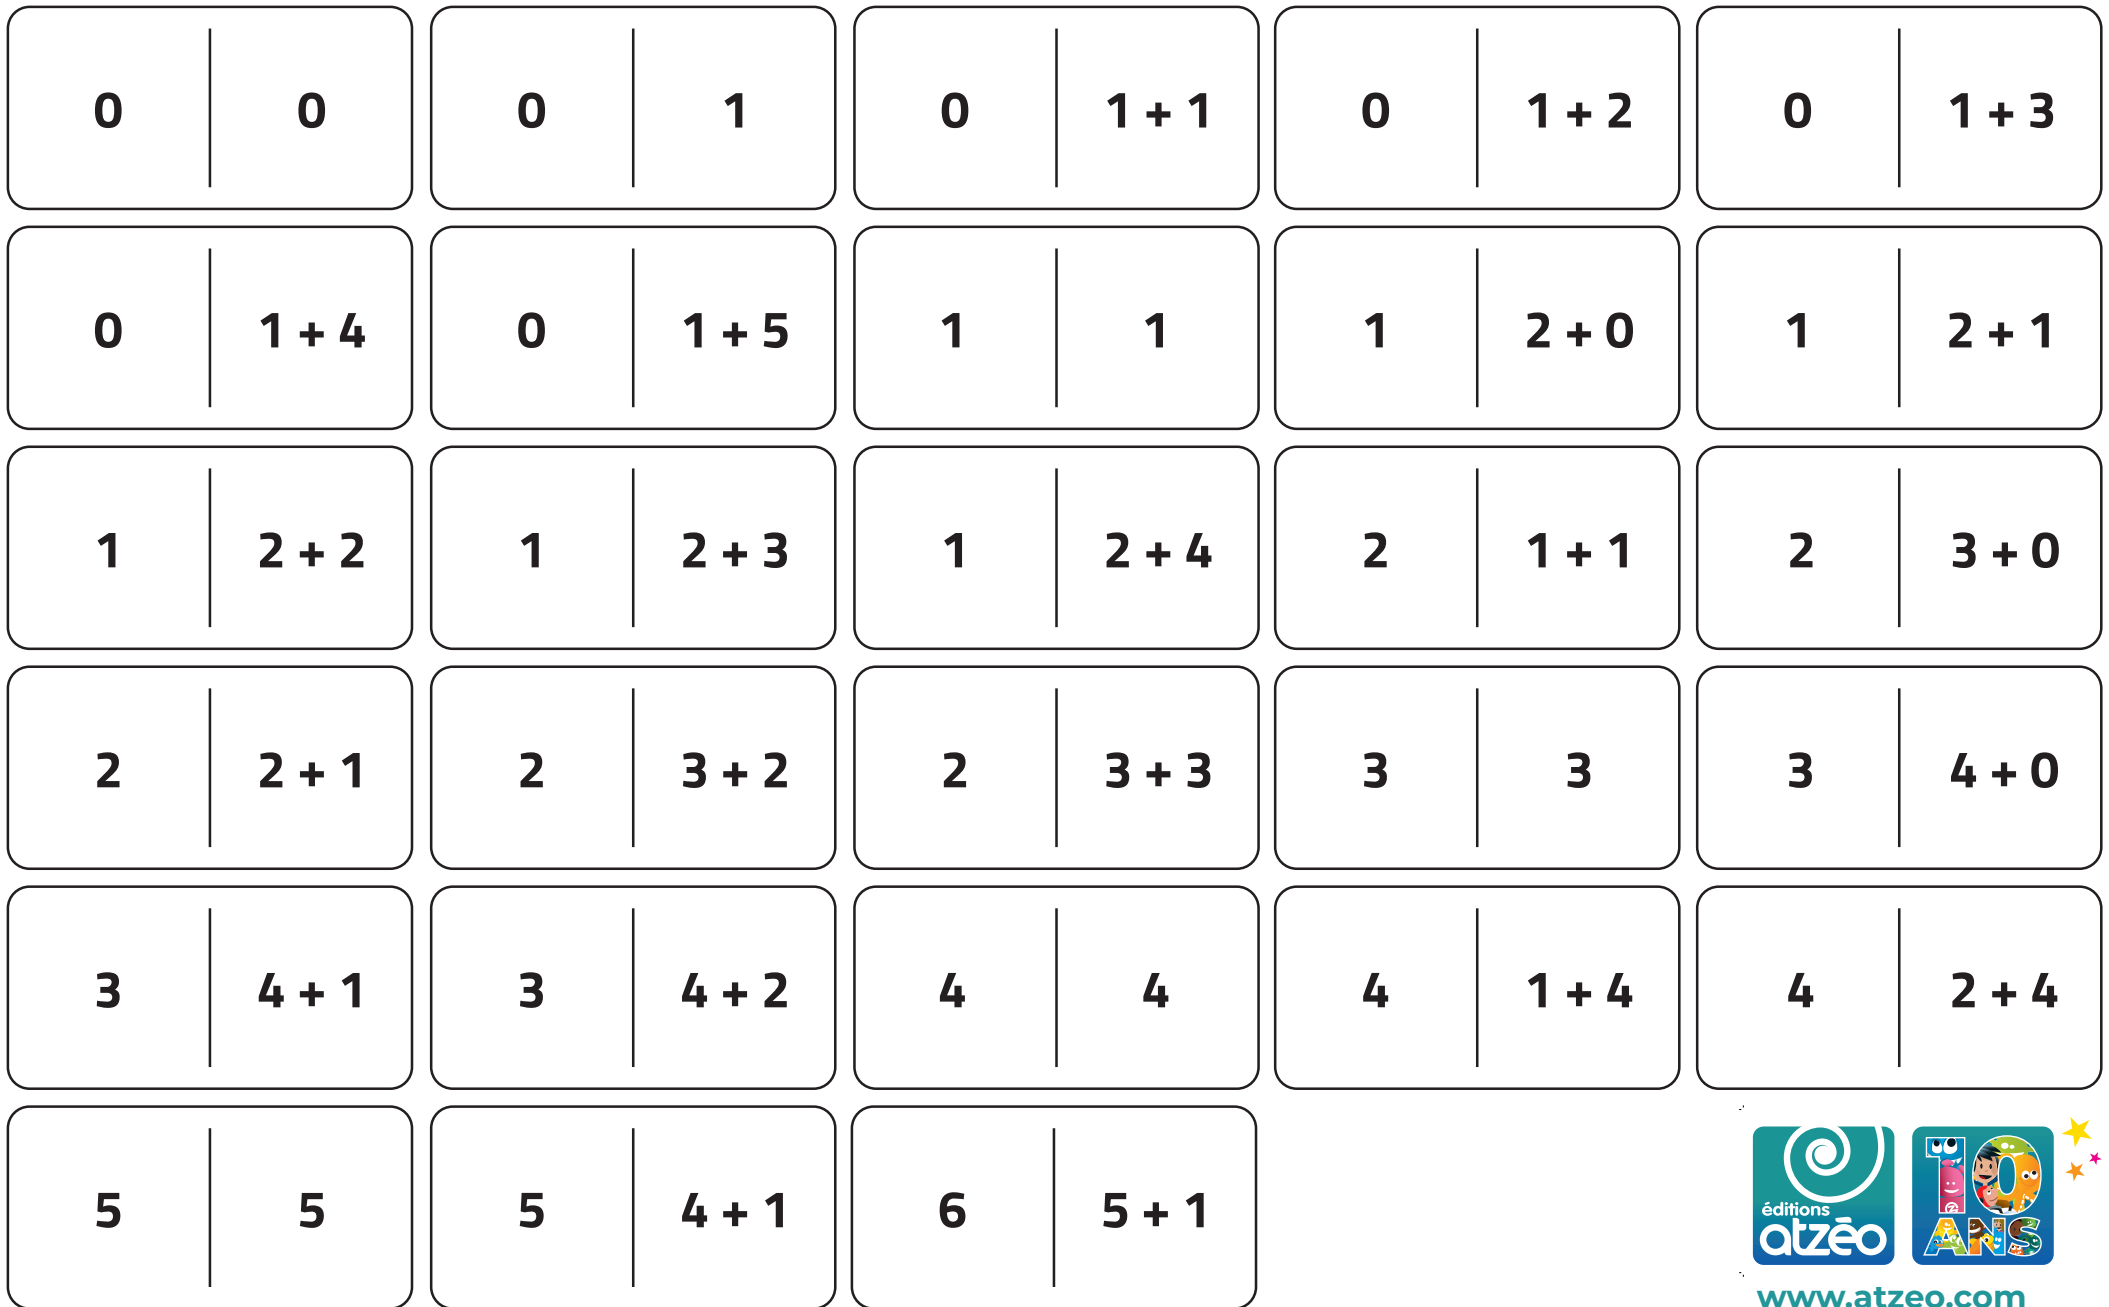 0 0 0 1 0 1 + 1 0 1 + 2 0 1 + 3
0 1 + 4 0 1 + 5 1 1 1 2 + 0 1 2 + 1
1 2 + 2 1 2 + 3 1 2 + 4 2 1 + 1 2 3 + 0
2 2 + 1 2 3 + 2 2 3 + 3 3 3 3 4 + 0
3 4 + 1 3 4 + 2 4 4 4 1 + 4 4 2 + 4
5 5 5 4 + 1 6 5 + 1
éditions
atzéo
10
ANS
www.atzeo.com